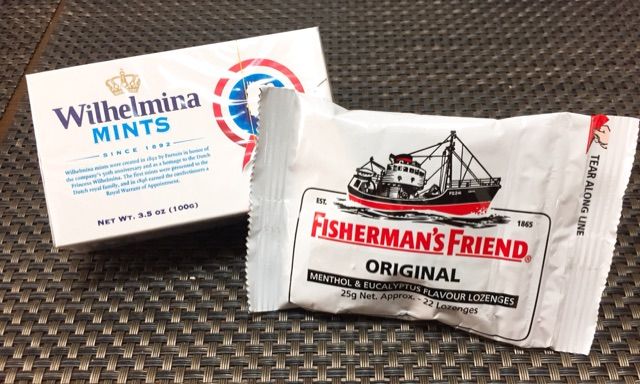 Wilhelmina
MINTS
SINCE 1892
Wilhelmina mints were created in 1892 by Fortuin in honor of
the company's 50th anniversary and as a homage to the Dutch
Princess Wilhelmina. The first mints were presented to the
Dutch royal family, and in 1946 earned the confectioners a
Royal Warrant of Appointment.
NET WT. 3.5 OZ (100G)
EST. 1865
FISHERMAN'S FRIEND®
ORIGINAL
MENTHOL & EUCALYPTUS FLAVOUR LOZENGES
25g Net. Approx. - 22 Lozenges
TEAR ALONG LINE